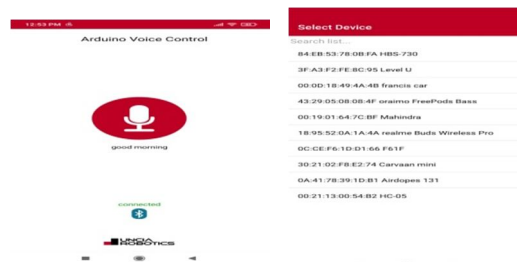 12:53 PM
Arduino Voice Control
good morning
connected
UNCIA
ROBOTICS
Select Device
Search list...
84:EB:53:78:0B:FA HBS-730
3F:A3:F2:FE:8C:95 Level U
00:0D:18:49:4A:4B francis car
43:29:05:08:08:4F oraimo FreePods Bass
00:19:01:64:7C:BF Mahindra
18:95:52:0A:1A:4A realme Buds Wireless Pro
0C:CE:F6:1D:D1:66 F61F
30:21:02:F8:E2:74 Carvaan mini
0A:41:78:39:1D:B1 Airdopes 131
00:21:13:00:54:B2 HC-05